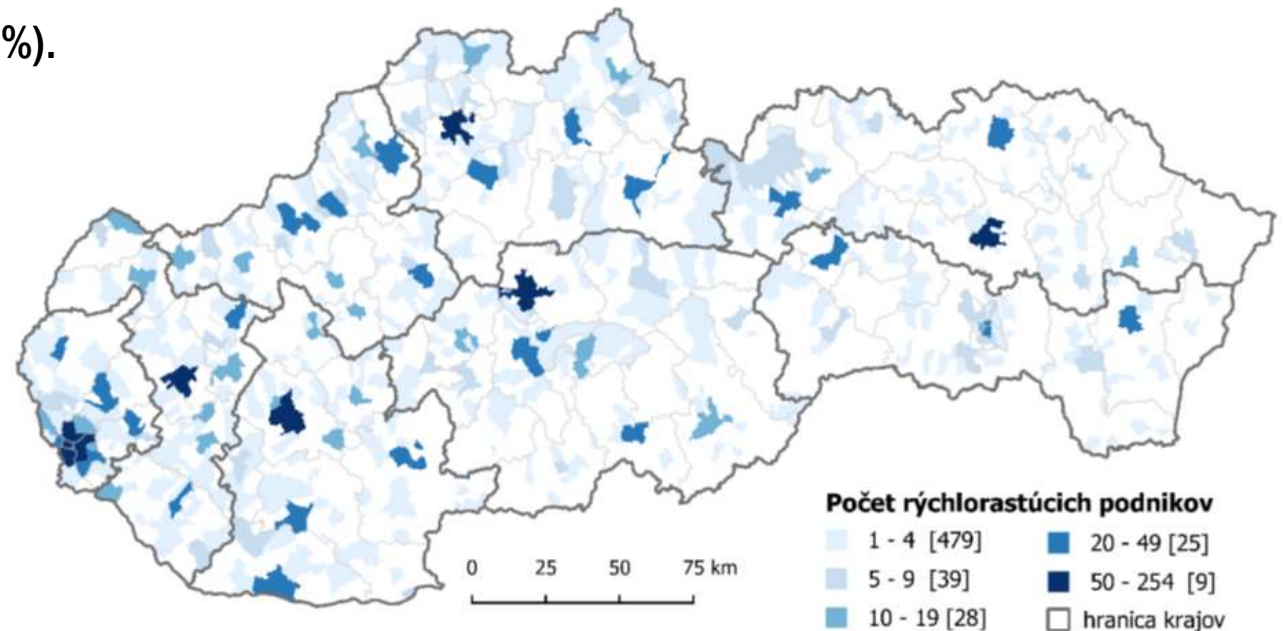 %).
Počet rýchlorastúcich podnikov
1 - 4 [479]
20 - 49 [25]
5 - 9 [39]
50 - 254 [9]
10 - 19 [28]
hranica krajov
0 25 50 75 km